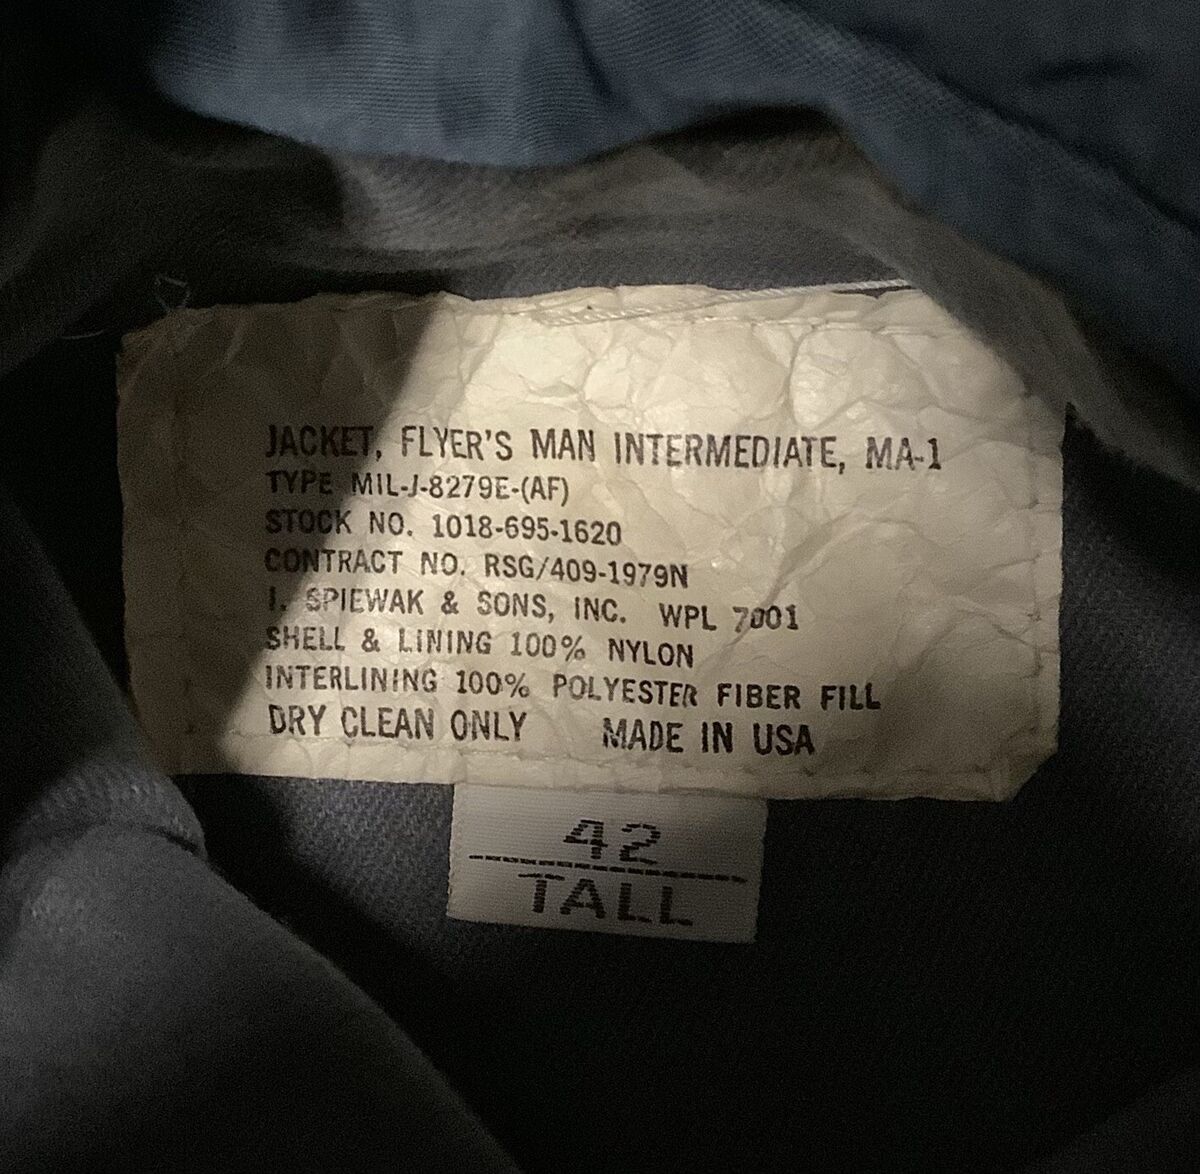 JACKET, FLYER'S MAN INTERMEDIATE, MA-1
TYPE MIL-J-8279E-(AF)
STOCK NO. 1018-695-1620
CONTRACT NO. RSG/409-1979N
I. SPIEWAK & SONS, INC. WPL 7001
SHELL & LINING 100% NYLON
INTERLINING 100% POLYESTER FIBER FILL
DRY CLEAN ONLY MADE IN USA
42
TALL